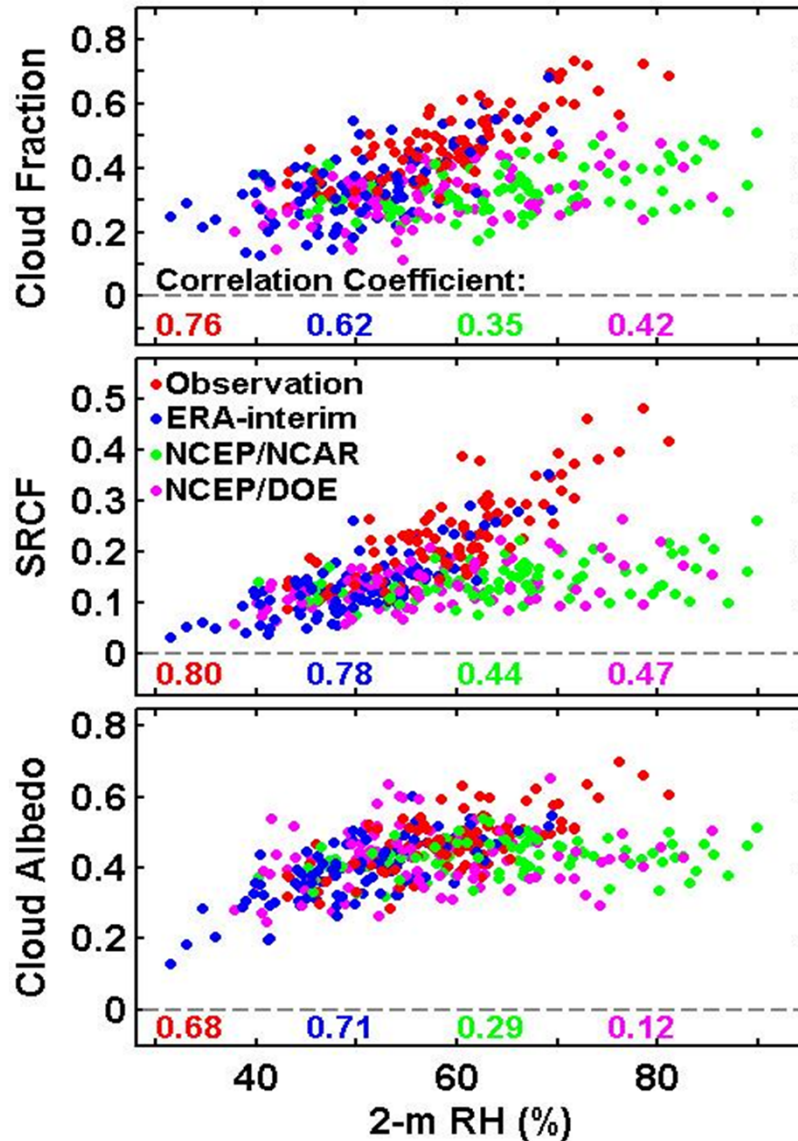 0.8
0.6
0.4
0.2
0
Cloud Fraction
Correlation Coefficient:
0.76 0.62 0.35 0.42
0.5
0.4
0.3
0.2
0.1
0
SRCF
Observation
ERA-interim
NCEP/NCAR
NCEP/DOE
0.80 0.78 0.44 0.47
0.8
0.6
0.4
0.2
0
Cloud Albedo
0.68 0.71 0.29 0.12
40 60 80
2-m RH (%)